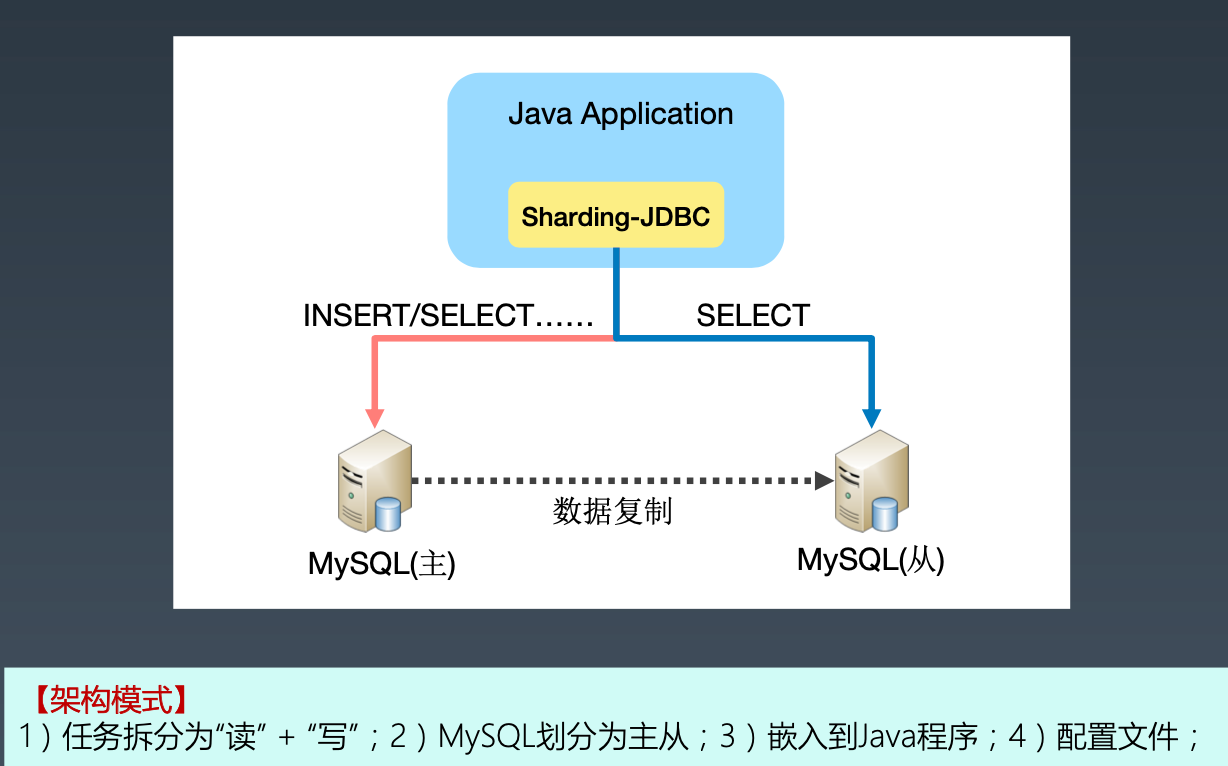 Java Application
Sharding-JDBC
INSERT/SELECT…… SELECT
数据复制
MySQL(主) MySQL(从)
【架构模式】
1）任务拆分为“读” + “写”；2）MySQL划分为主从；3）嵌入到Java程序；4）配置文件；